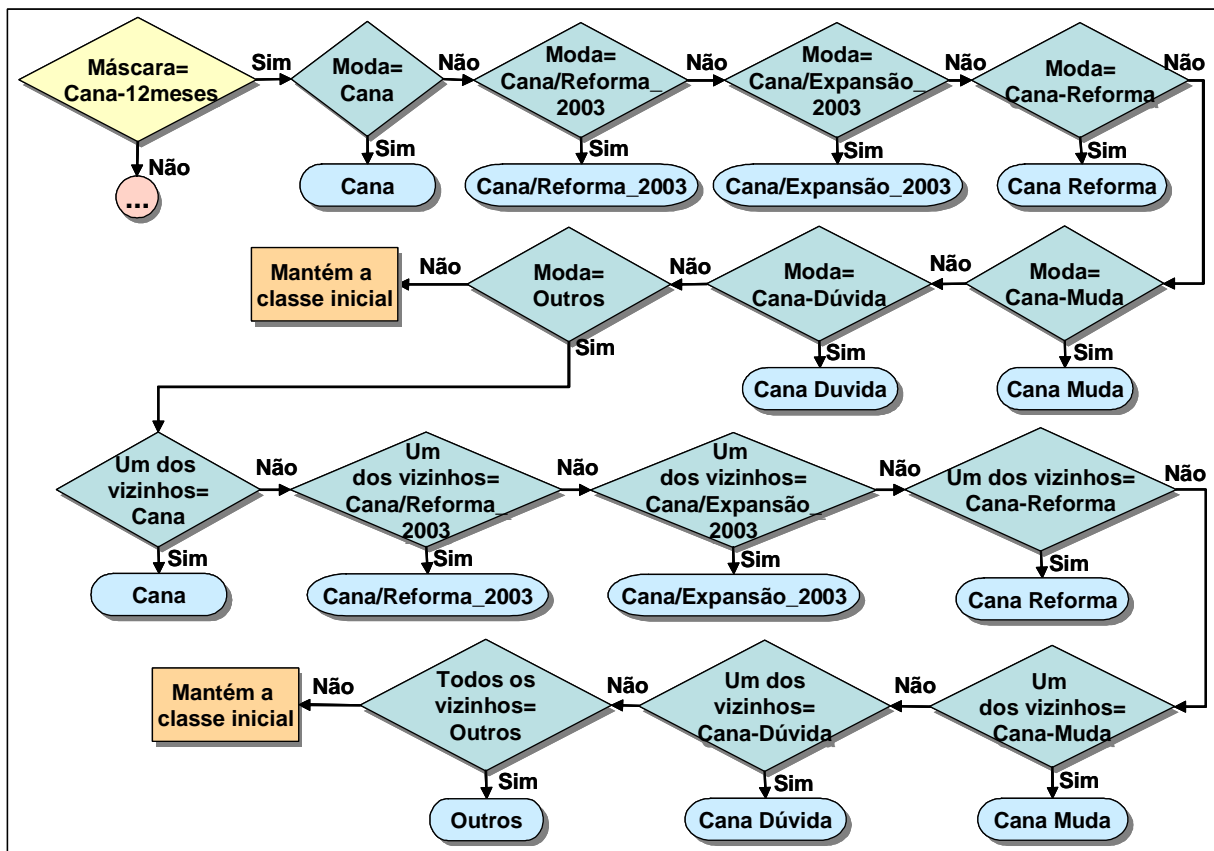 Máscara=
Cana-12meses
Sim
Não
...
Moda=
Cana
Não
Sim
Cana
Moda=
Cana/Reforma_
2003
Não
Sim
Cana/Reforma_2003
Moda=
Cana/Expansão_
2003
Não
Sim
Cana/Expansão_2003
Moda=
Cana-Reforma
Não
Sim
Cana Reforma
Moda=
Cana-Muda
Não
Sim
Cana Muda
Moda=
Cana-Dúvida
Não
Sim
Cana Duvida
Moda=
Outros
Não
Sim
Mantém a
classe inicial
Um dos
vizinhos=
Cana
Não
Sim
Cana
Um
dos vizinhos=
Cana/Reforma_
2003
Não
Sim
Cana/Reforma_2003
Um
dos vizinhos=
Cana/Expansão_
2003
Não
Sim
Cana/Expansão_2003
Um dos vizinhos=
Cana-Reforma
Não
Sim
Cana Reforma
Um
dos vizinhos=
Cana-Muda
Não
Sim
Cana Muda
Um dos
vizinhos=
Cana-Dúvida
Não
Sim
Cana Dúvida
Todos os
vizinhos=
Outros
Não
Sim
Outros
Mantém a
classe inicial